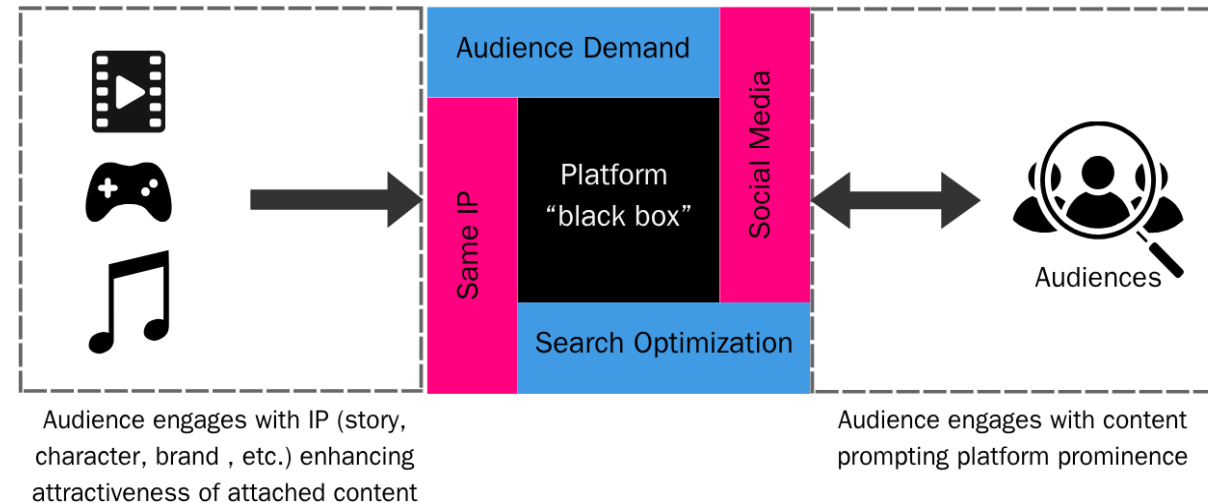 Audience Demand
Social Media
Same IP
Platform
“black box”
Search Optimization
Audiences
Audience engages with IP (story,
character, brand , etc.) enhancing
attractiveness of attached content
Audience engages with content
prompting platform prominence